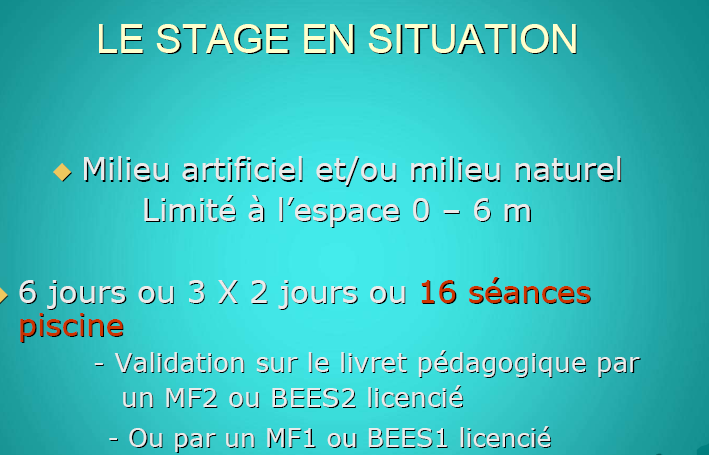 LE STAGE EN SITUATION
Milieu artificiel et/ou milieu naturel
Limité à l'espace 0 – 6 m
6 jours ou 3 X 2 jours ou 16 séances
piscine
- Validation sur le livret pédagogique par
un MF2 ou BEES2 licencié
- Ou par un MF1 ou BEES1 licencié